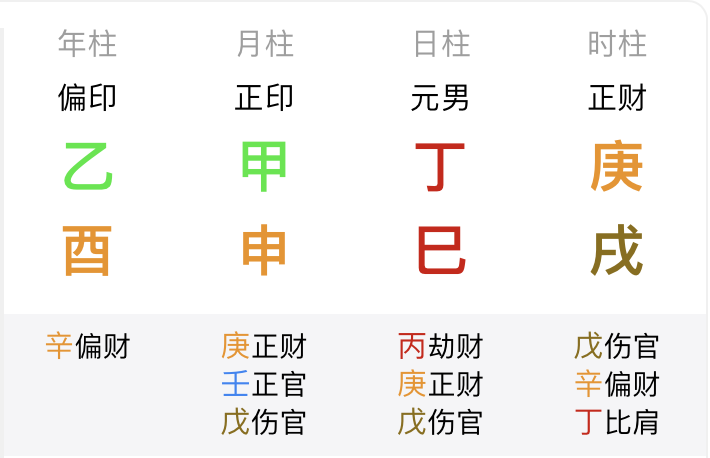 年柱 月柱 日柱 时柱
偏印 正印 元男 正财
乙 甲 丁 庚
酉 申 巳 戌
辛偏财 庚正财 丙劫财 戊伤官
壬正官 庚正财 辛偏财
戊伤官 戊伤官 丁比肩